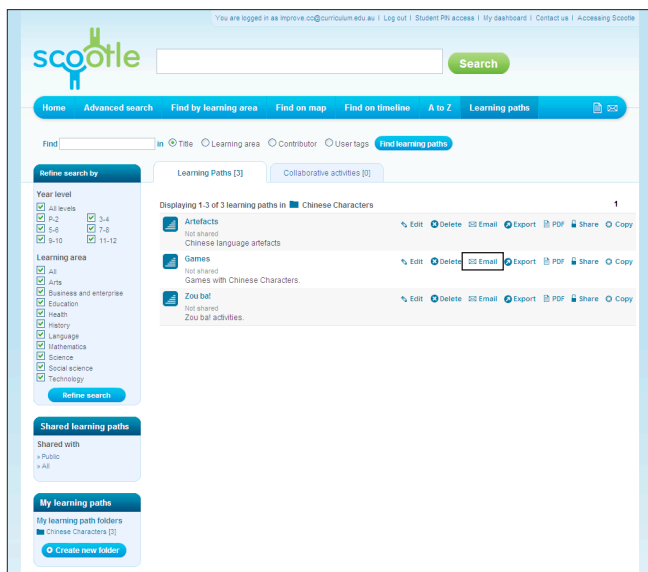 You are logged in as improve.cc@curriculum.edu.au | Log out | Student PIN access | My dashboard | Contact us | Accessing Scootle
scootle
Search
Home Advanced search Find by learning area Find on map Find on timeline A to Z Learning paths
Find in Title Learning area Contributor User tags Find learning paths
Refine search by
Year level
All levels
P-2 3-4
5-6 7-8
9-10 11-12
Learning area
All
Arts
Business and enterprise
Education
Health
History
Language
Mathematics
Science
Social science
Technology
Refine search
Shared learning paths
Shared with
» Public
» All
My learning paths
My learning path folders
Chinese Characters [3]
Create new folder
Learning Paths [3] Collaborative activities [0]
Displaying 1-3 of 3 learning paths in Chinese Characters 1
Artefacts Edit Delete Email Export PDF Share Copy
Not shared
Chinese language artefacts
Games Edit Delete Email Export PDF Share Copy
Not shared
Games with Chinese Characters.
Zou ba! Edit Delete Email Export PDF Share Copy
Not shared
Zou ba! activities.